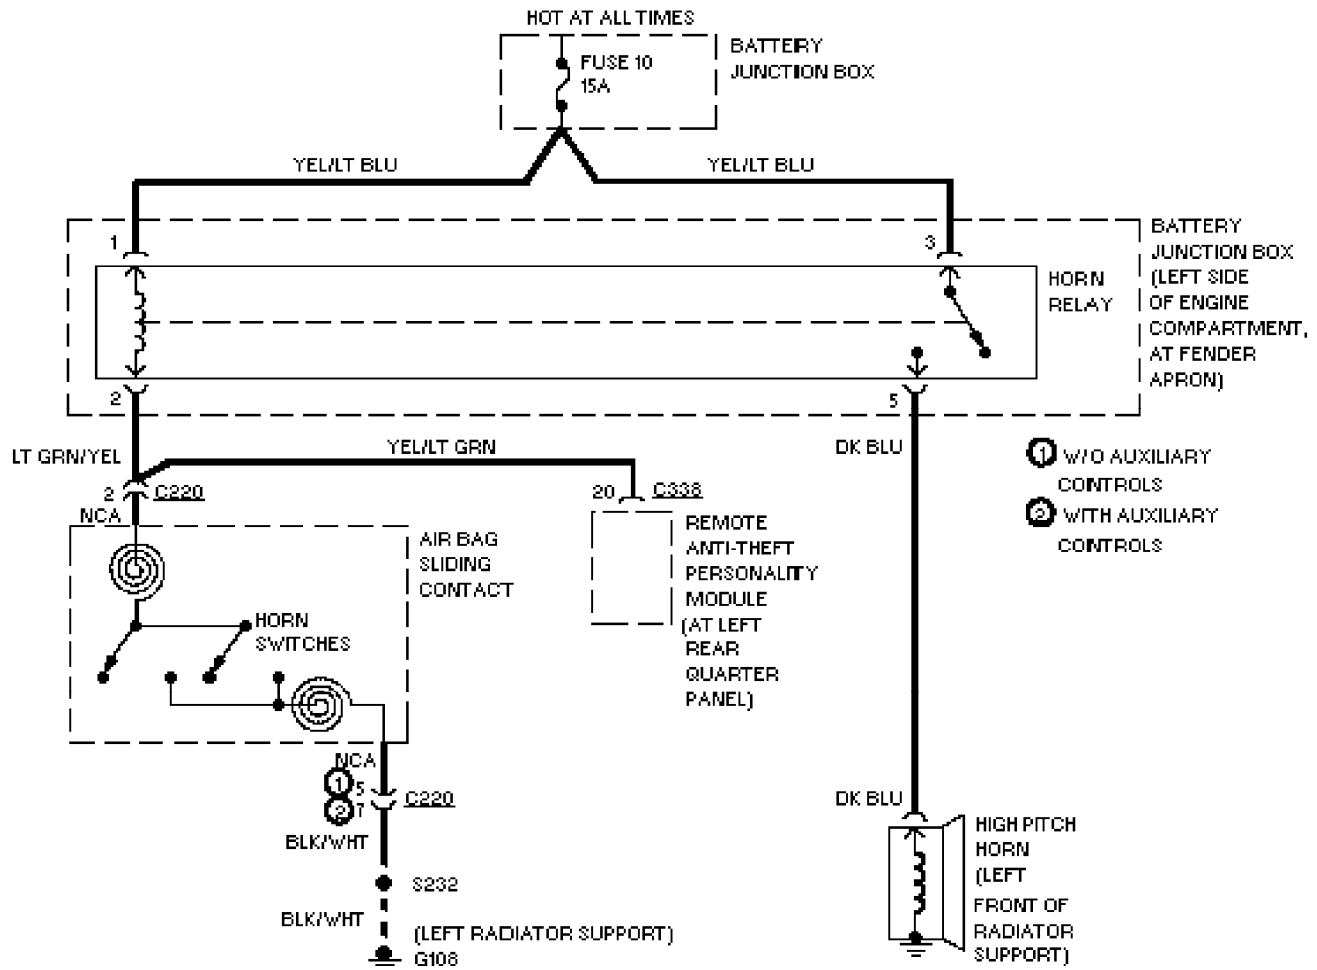 HOT AT ALL TIMES
BATTERY
JUNCTION BOX
FUSE 10
15A
YEL/LT BLU
YEL/LT BLU
1
3
BATTERY
JUNCTION BOX
(LEFT SIDE
OF ENGINE
COMPARTMENT,
AT FENDER
APRON)
HORN
RELAY
2
5
LT GRN/YEL
YEL/LT GRN
DK BLU
1 W/O AUXILIARY
CONTROLS
2 WITH AUXILIARY
CONTROLS
2 C220
20 C338
NCA
AIR BAG
SLIDING
CONTACT
REMOTE
ANTI-THEFT
PERSONALITY
MODULE
(AT LEFT
REAR
QUARTER
PANEL)
HORN
SWITCHES
NCA
1 5
2 7
C220
DK BLU
BLK/WHT
S232
BLK/WHT
(LEFT RADIATOR SUPPORT)
G108
HIGH PITCH
HORN
(LEFT
FRONT OF
RADIATOR
SUPPORT)